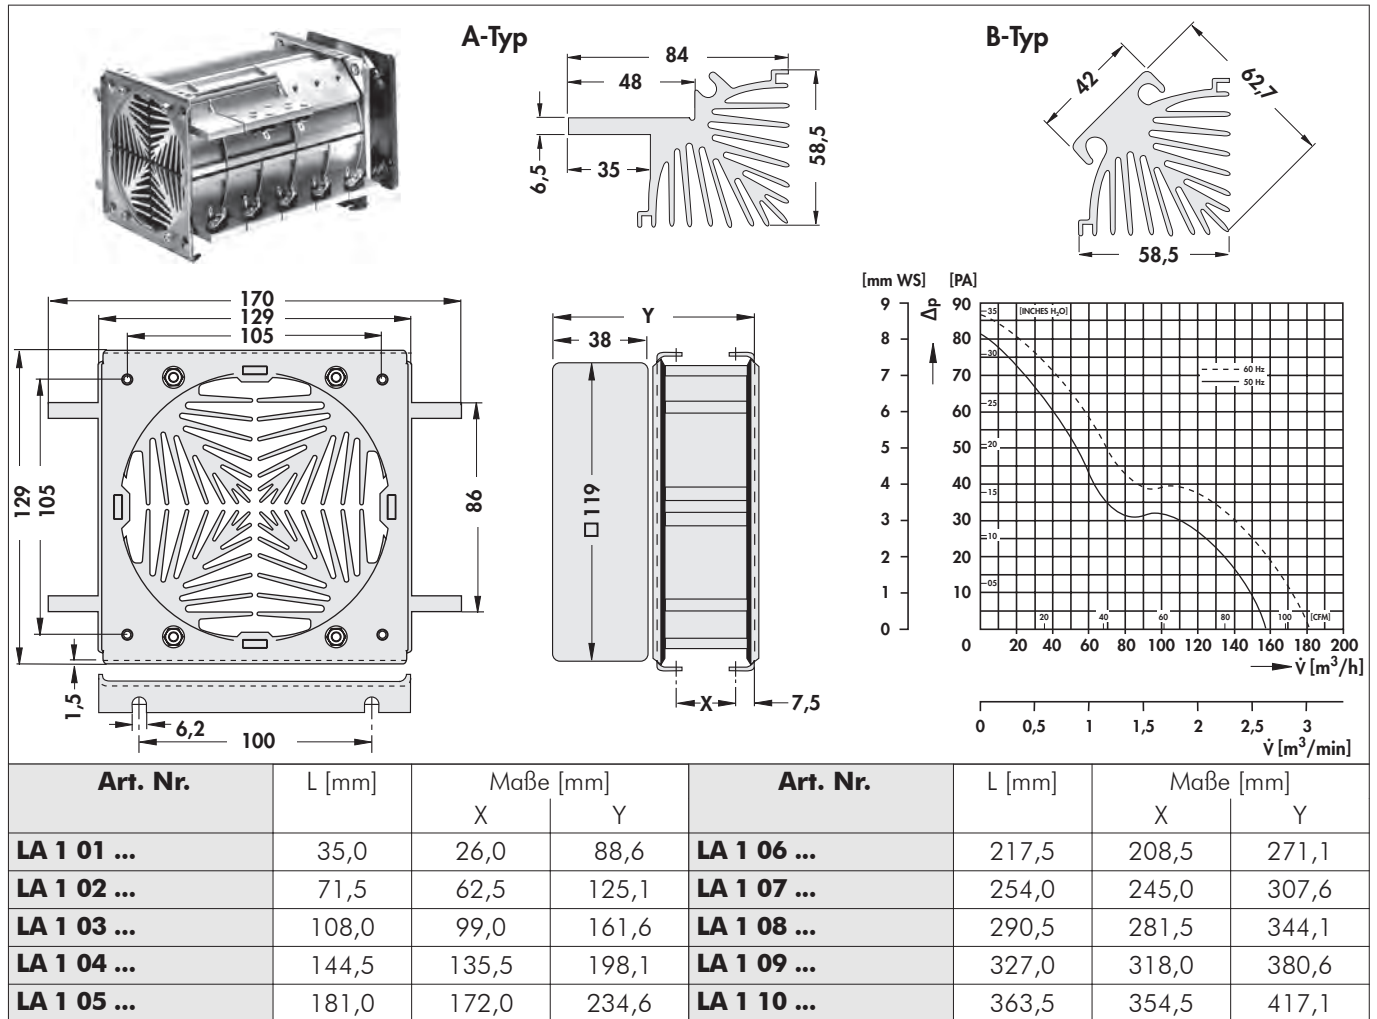 A-Typ
84
48
6,5
35
58,5
B-Typ
42
62,7
58,5
170
129
105
129
105
86
1,5
6,2
100
Y
38
□ 119
X
7,5
[mm WS] [PA]
Δp
9 90
8 80
7 70
6 60
5 50
4 40
3 30
2 20
1 10
0
35 [INCHES H₂O]
30
25
20
15
10
05
60 Hz
50 Hz
20 40 60 80 100 [CFM]
0 20 40 60 80 100 120 140 160 180 200
V̇ [m³/h]
0 0,5 1 1,5 2 2,5 3
V̇ [m³/min]
Art. Nr. L [mm] Maße [mm] Art. Nr. L [mm] Maße [mm]
X Y X Y
LA 1 01 ... 35,0 26,0 88,6 LA 1 06 ... 217,5 208,5 271,1
LA 1 02 ... 71,5 62,5 125,1 LA 1 07 ... 254,0 245,0 307,6
LA 1 03 ... 108,0 99,0 161,6 LA 1 08 ... 290,5 281,5 344,1
LA 1 04 ... 144,5 135,5 198,1 LA 1 09 ... 327,0 318,0 380,6
LA 1 05 ... 181,0 172,0 234,6 LA 1 10 ... 363,5 354,5 417,1